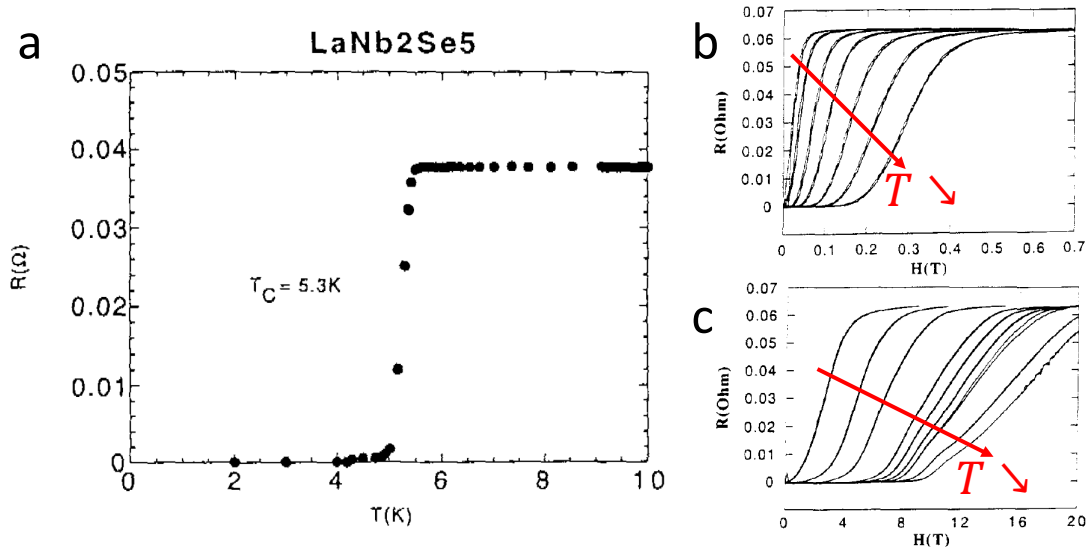 a
LaNb2Se5
R(Ω)
0.05
0.04
0.03
0.02
0.01
0
T_C = 5.3K
0 2 4 6 8 10
T(K)
b
R(Ohm)
0.07
0.06
0.05
0.04
0.03
0.02
0.01
0
T ↘
0 0.1 0.2 0.3 0.4 0.5 0.6 0.7
H(T)
c
R(Ohm)
0.07
0.06
0.05
0.04
0.03
0.02
0.01
0
T ↘
0 4 8 12 16 20
H(T)